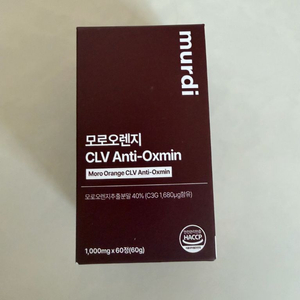 murdi
모로오렌지
CLV Anti-Oxmin
Moro Orange CLV Anti-Oxmin
모로오렌지추출분말 40% (C3G 1,680μg함유)
1,000mg x 60정(60g)
HACCP